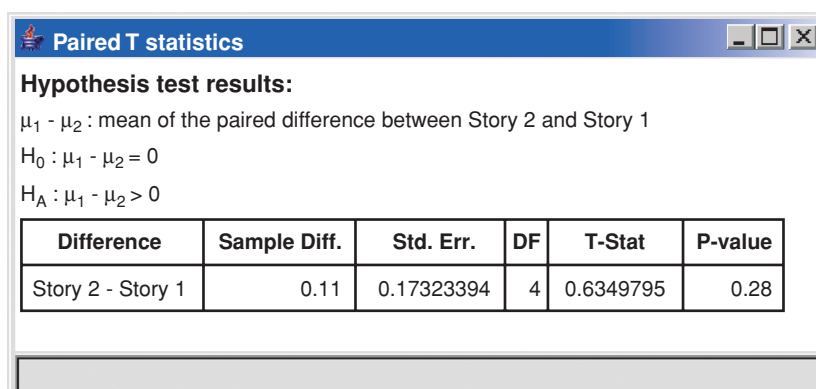 Paired T statistics
Hypothesis test results:
μ₁ - μ₂ : mean of the paired difference between Story 2 and Story 1
H₀ : μ₁ - μ₂ = 0
H_A : μ₁ - μ₂ > 0
Difference Sample Diff. Std. Err. DF T-Stat P-value
Story 2 - Story 1 0.11 0.17323394 4 0.6349795 0.28